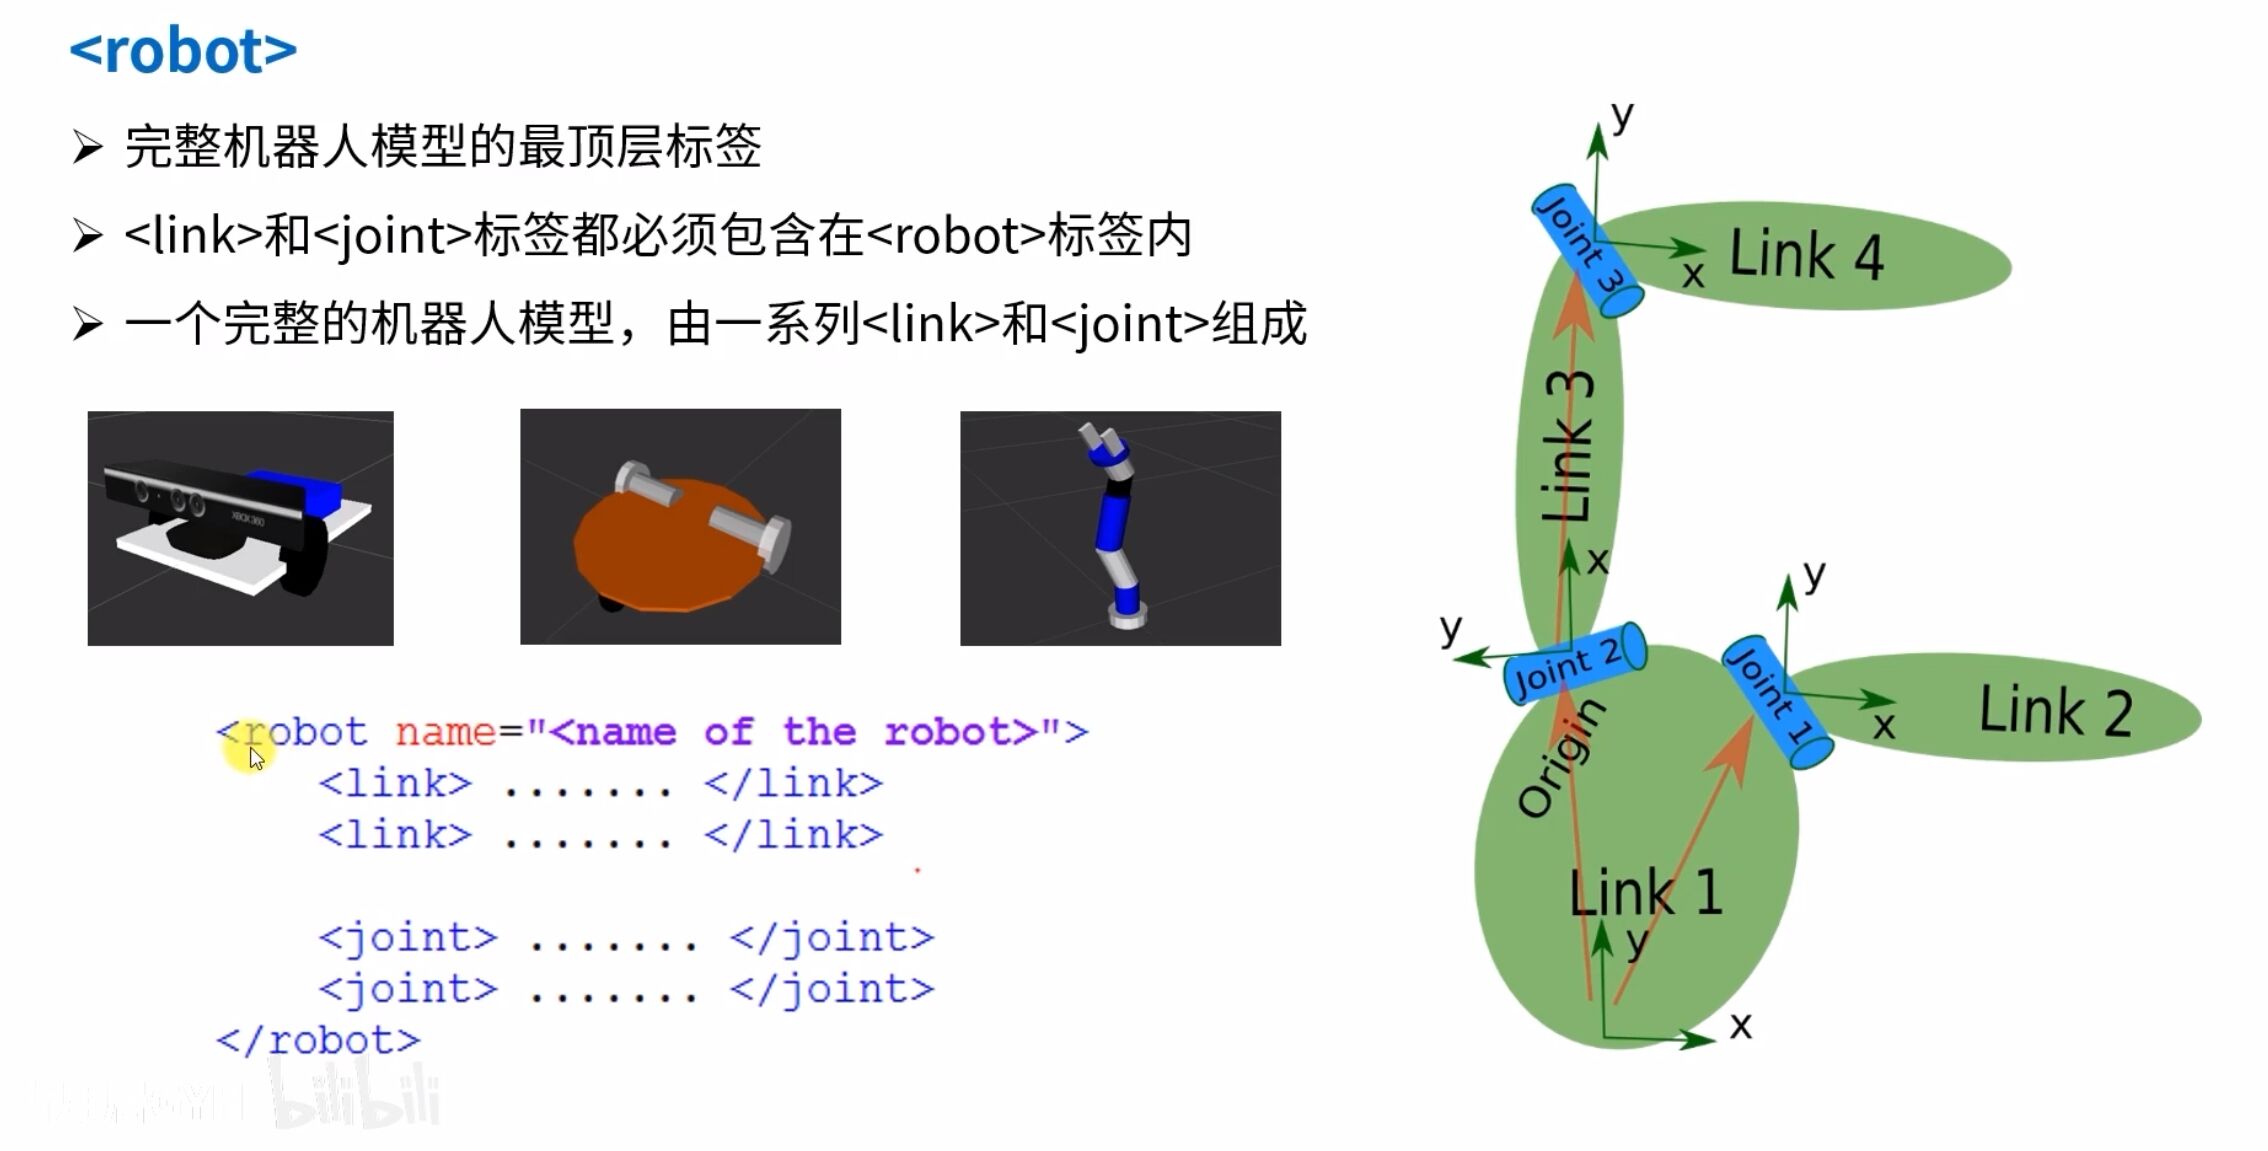 <robot>
完整机器人模型的最顶层标签
<link>和<joint>标签都必须包含在<robot>标签内
一个完整的机器人模型，由一系列<link>和<joint>组成
XBOX 360
<robot name="<name of the robot>">
<link> ....... </link>
<link> ....... </link>
<joint> ....... </joint>
<joint> ....... </joint>
</robot>
y
Joint 3
x
Link 4
Link 3
x
y
Joint 2
y
Joint 1
x
Link 2
Origin
Link 1
y
x
bilibili